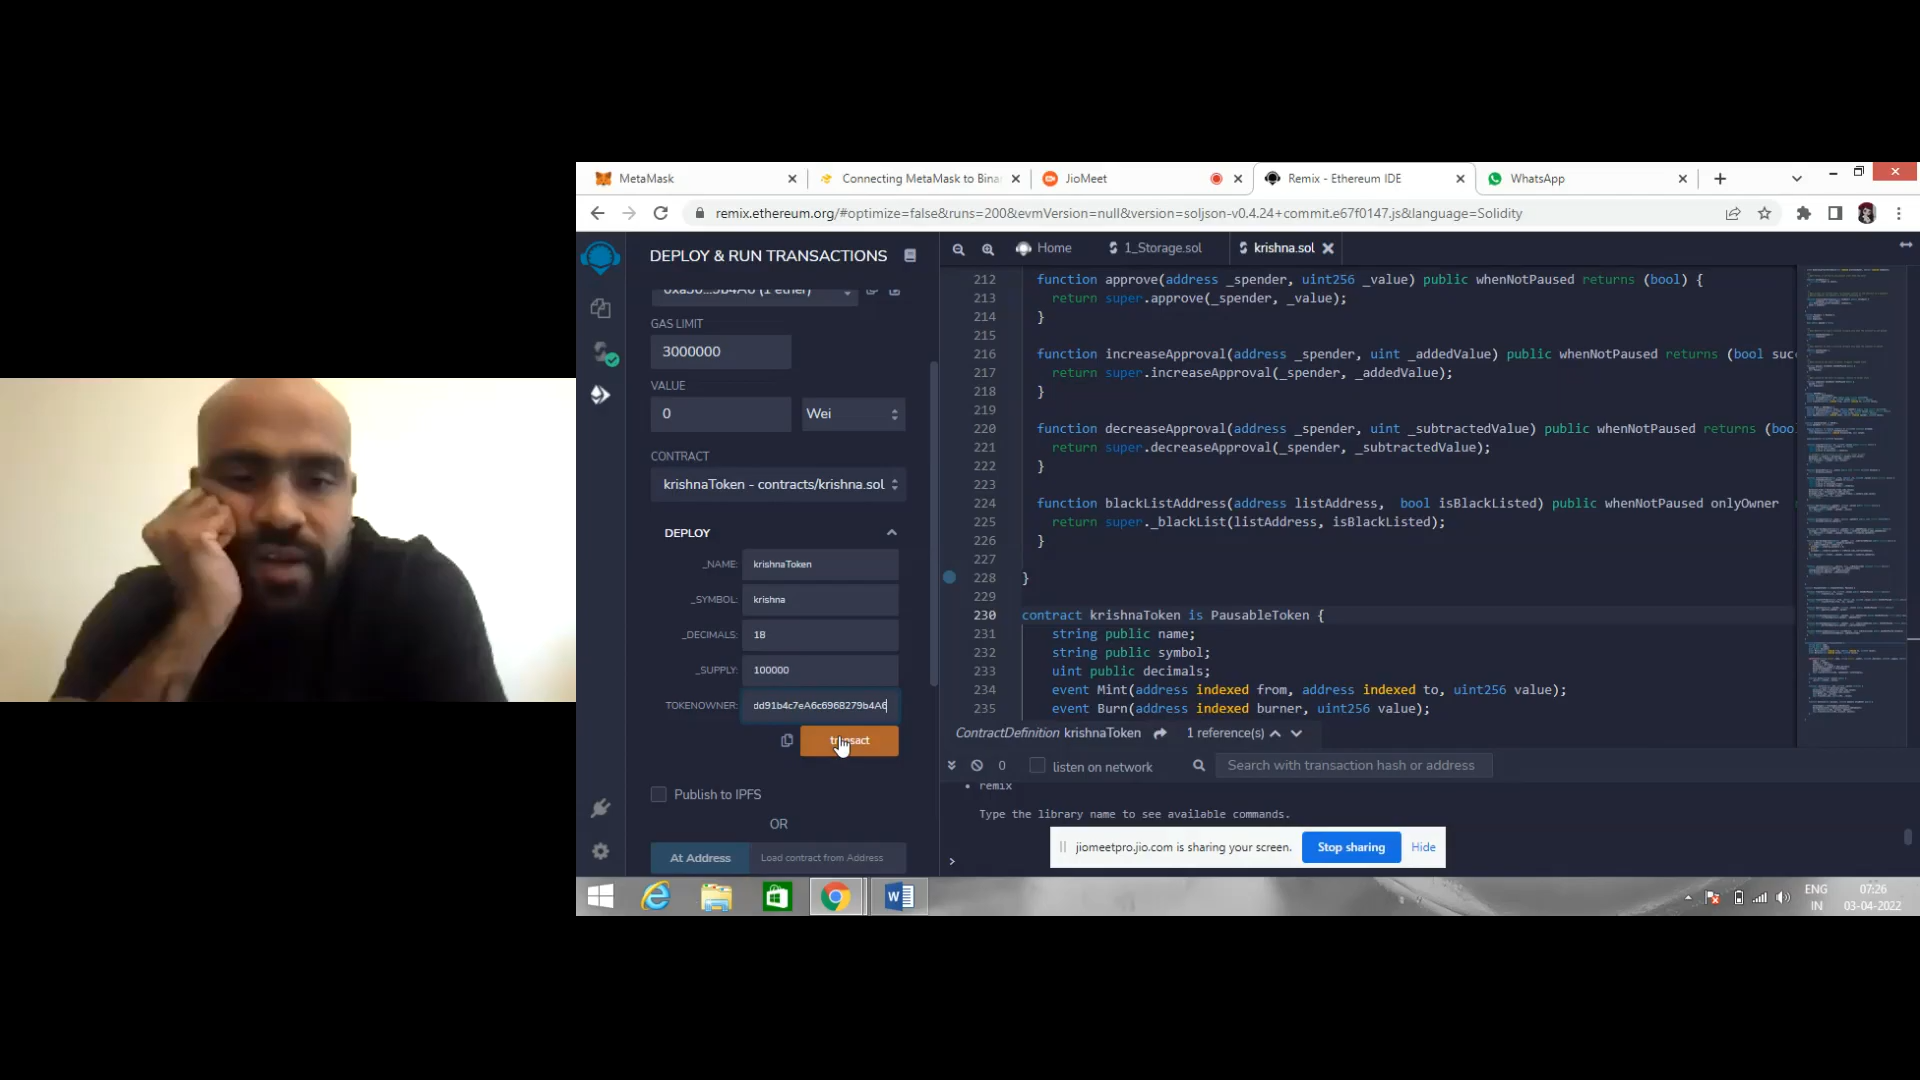 MetaMask
Connecting MetaMask to Bina
JioMeet
Remix - Ethereum IDE
WhatsApp
remix.ethereum.org/#optimize=false&runs=200&evmVersion=null&version=soljson-v0.4.24+commit.e67f0147.js&language=Solidity
DEPLOY & RUN TRANSACTIONS
GAS LIMIT
3000000
VALUE
0
Wei
CONTRACT
krishnaToken - contracts/krishna.sol
DEPLOY
_NAME: krishnaToken
_SYMBOL: krishna
_DECIMALS: 18
_SUPPLY: 100000
TOKENOWNER: dd91b4c7eA6c6968279b4A6
transact
Publish to IPFS
OR
At Address
Load contract from Address
Home
1_Storage.sol
krishna.sol
212 function approve(address _spender, uint256 _value) public whenNotPaused returns (bool) {
213 return super.approve(_spender, _value);
214 }
215
216 function increaseApproval(address _spender, uint _addedValue) public whenNotPaused returns (bool suc
217 return super.increaseApproval(_spender, _addedValue);
218 }
219
220 function decreaseApproval(address _spender, uint _subtractedValue) public whenNotPaused returns (boo
221 return super.decreaseApproval(_spender, _subtractedValue);
222 }
223
224 function blackListAddress(address listAddress, bool isBlackListed) public whenNotPaused onlyOwner
225 return super._blackList(listAddress, isBlackListed);
226 }
227
228 }
229
230 contract krishnaToken is PausableToken {
231 string public name;
232 string public symbol;
233 uint public decimals;
234 event Mint(address indexed from, address indexed to, uint256 value);
235 event Burn(address indexed burner, uint256 value);
ContractDefinition krishnaToken 1 reference(s)
0
listen on network
Search with transaction hash or address
remix
Type the library name to see available commands.
>
jiomeetpro.jio.com is sharing your screen.
Stop sharing
Hide
ENG
IN
07:26
03-04-2022